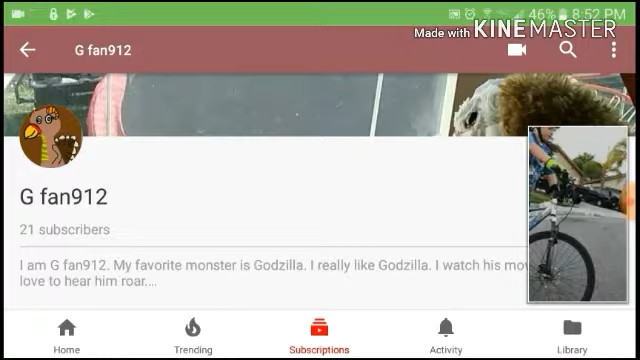 46% 8:52 PM
Made with KINEMASTER
G fan912
G fan912
21 subscribers
I am G fan912. My favorite monster is Godzilla. I really like Godzilla. I watch his mov
love to hear him roar....
Home Trending Subscriptions Activity Library